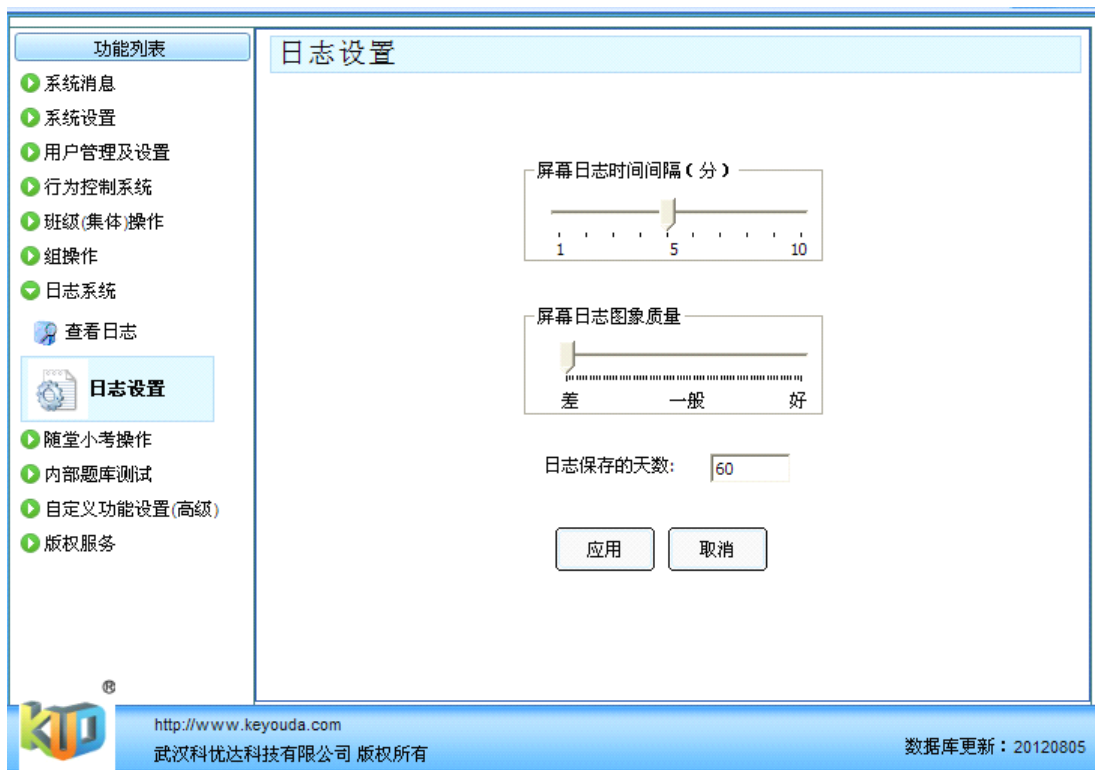 功能列表
系统消息
系统设置
用户管理及设置
行为控制系统
班级(集体)操作
组操作
日志系统
查看日志
日志设置
随堂小考操作
内部题库测试
自定义功能设置(高级)
版权服务
日志设置
屏幕日志时间间隔(分)
1 5 10
屏幕日志图象质量
差 一般 好
日志保存的天数: 60
应用 取消
®
KYD
http://www.keyouda.com
武汉科优达科技有限公司 版权所有
数据库更新：20120805